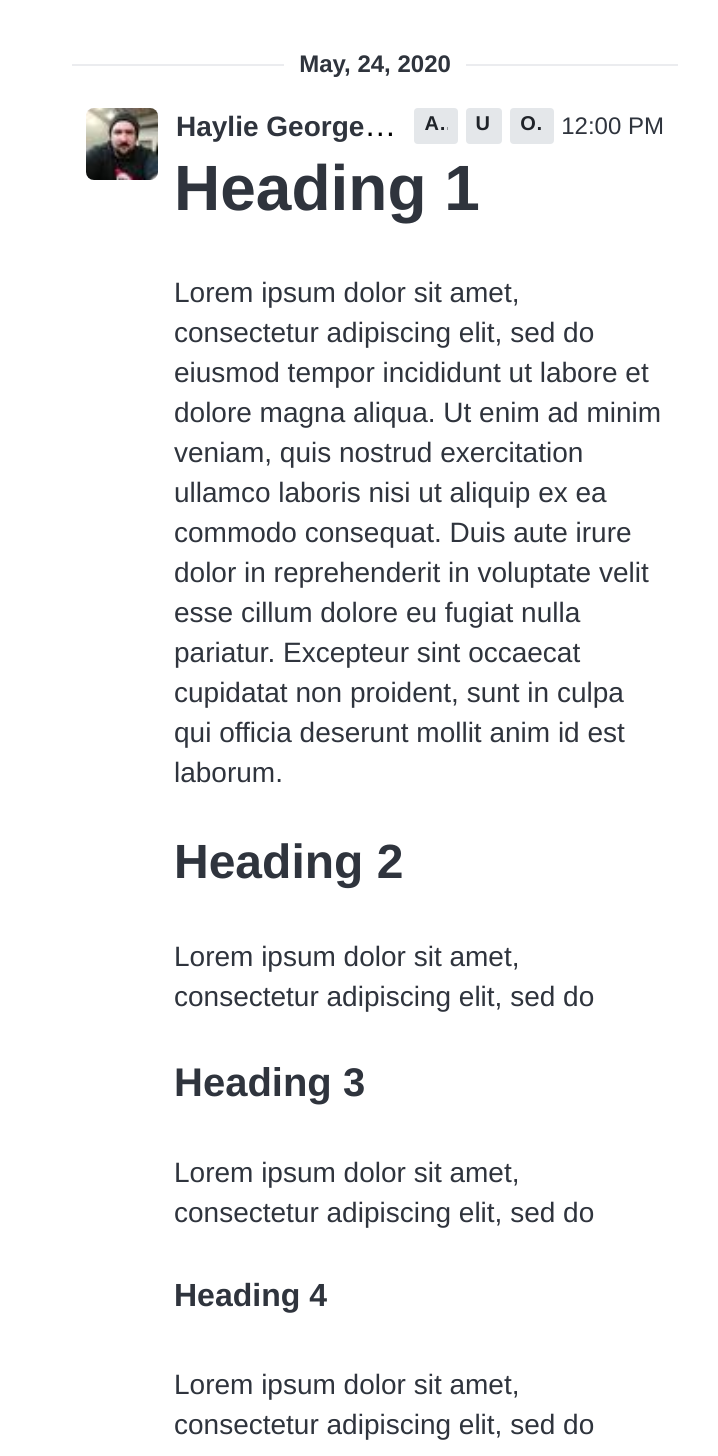 May, 24, 2020
Haylie George... A.. U O. 12:00 PM
Heading 1
Lorem ipsum dolor sit amet,
consectetur adipiscing elit, sed do
eiusmod tempor incididunt ut labore et
dolore magna aliqua. Ut enim ad minim
veniam, quis nostrud exercitation
ullamco laboris nisi ut aliquip ex ea
commodo consequat. Duis aute irure
dolor in reprehenderit in voluptate velit
esse cillum dolore eu fugiat nulla
pariatur. Excepteur sint occaecat
cupidatat non proident, sunt in culpa
qui officia deserunt mollit anim id est
laborum.
Heading 2
Lorem ipsum dolor sit amet,
consectetur adipiscing elit, sed do
Heading 3
Lorem ipsum dolor sit amet,
consectetur adipiscing elit, sed do
Heading 4
Lorem ipsum dolor sit amet,
consectetur adipiscing elit, sed do